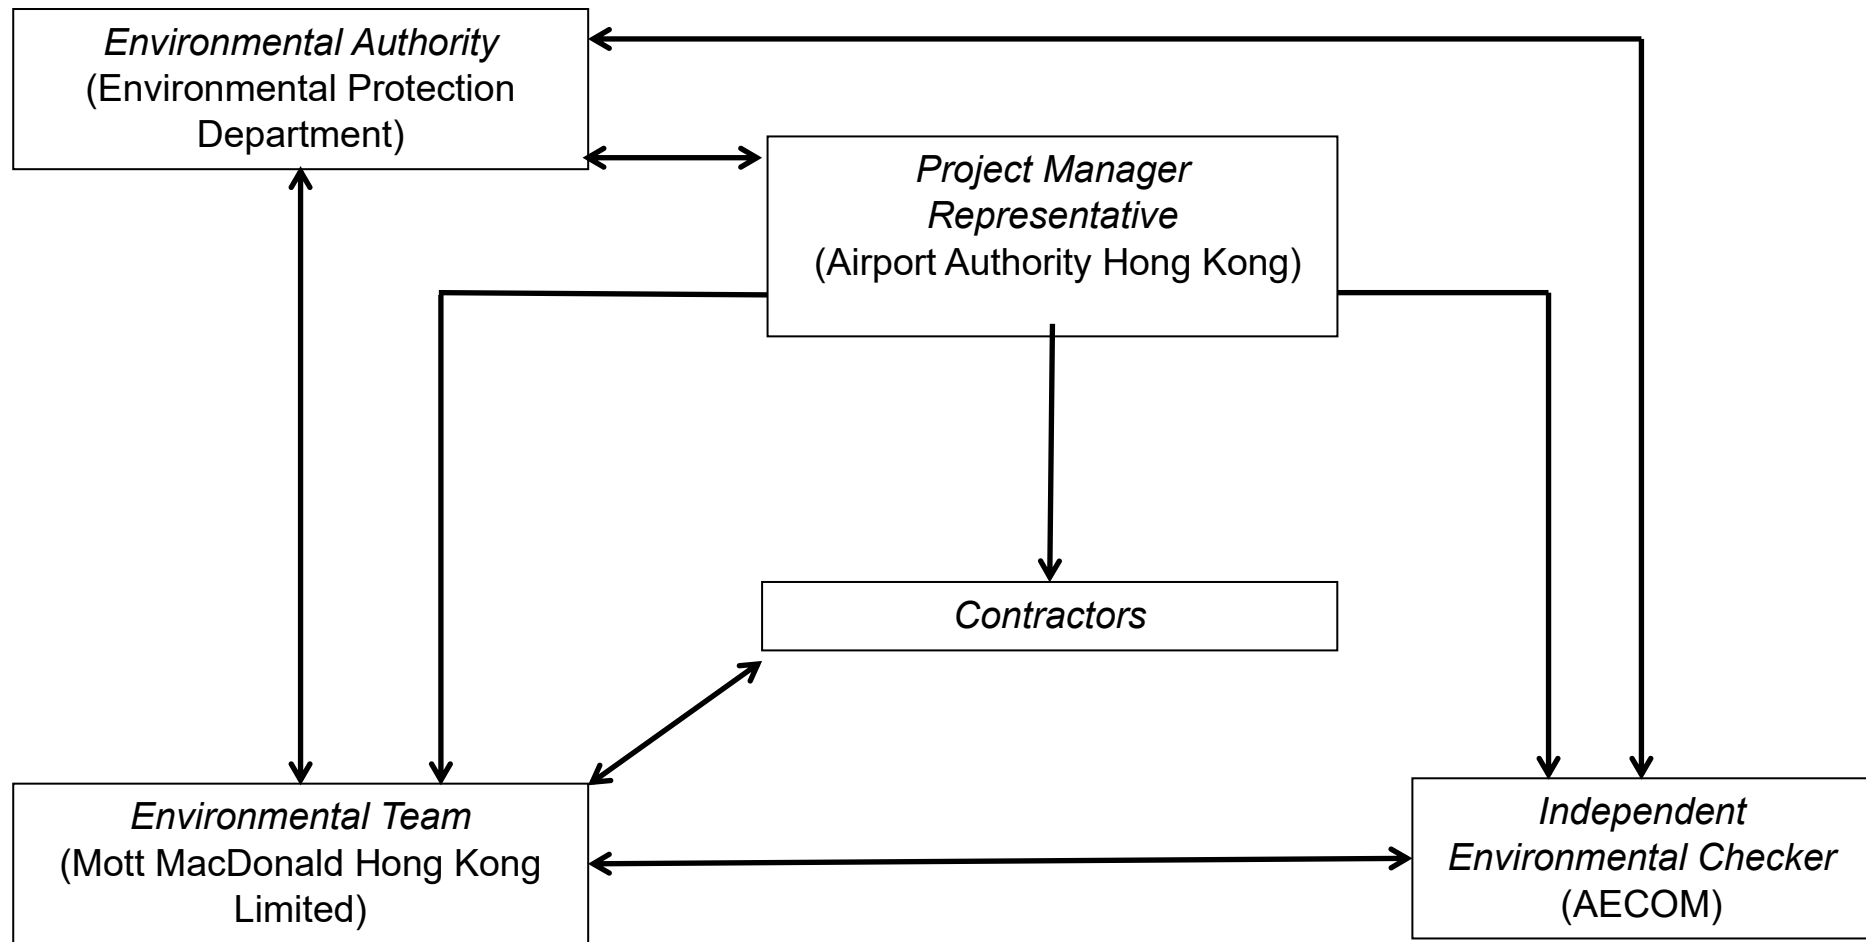 Environmental Authority
(Environmental Protection
Department)
Project Manager
Representative
(Airport Authority Hong Kong)
Contractors
Environmental Team
(Mott MacDonald Hong Kong
Limited)
Independent
Environmental Checker
(AECOM)